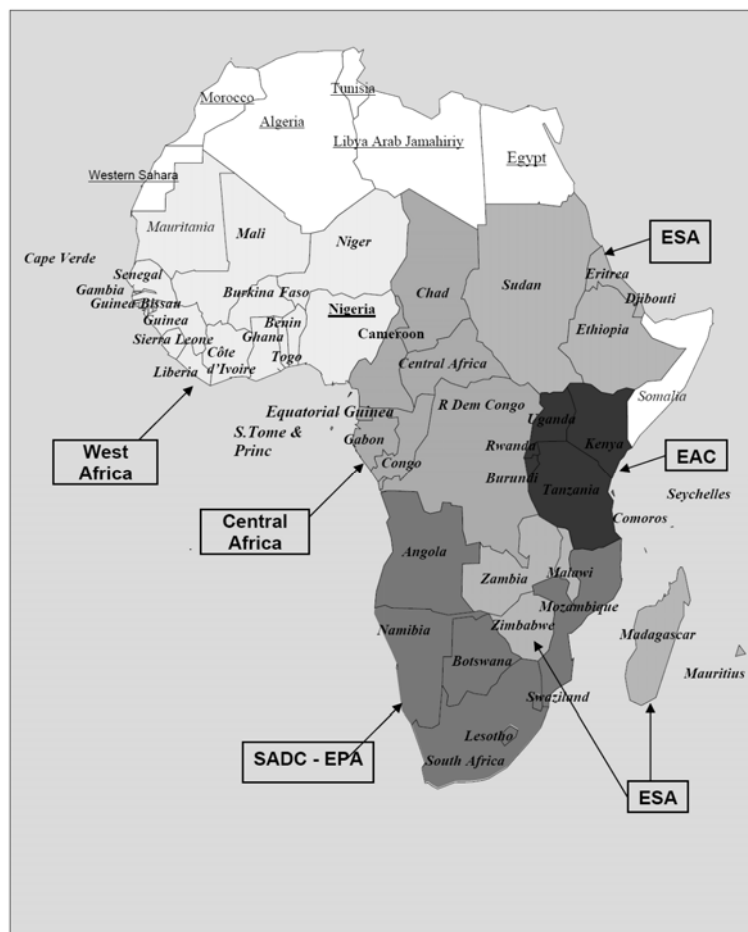 Tunisia
Morocco
Algeria
Libya Arab Jamahiriy
Egypt
Western Sahara
Mauritania
Mali
Niger
ESA
Cape Verde
Senegal
Chad
Sudan
Eritrea
Gambia
Burkina Faso
Djibouti
Guinea Bissau
Nigeria
Guinea
Benin
Ethiopia
Sierra Leone
Ghana
Cameroon
Côte
d'Ivoire
Togo
Central Africa
Liberia
Somalia
R Dem Congo
Equatorial Guinea
Uganda
S.Tome &
Princ
Gabon
Rwanda
Kenya
West
Africa
Congo
EAC
Burundi
Tanzania
Seychelles
Central
Africa
Comoros
Angola
Zambia
Malawi
Mozambique
Namibia
Zimbabwe
Madagascar
Botswana
Mauritius
Swaziland
Lesotho
SADC - EPA
South Africa
ESA